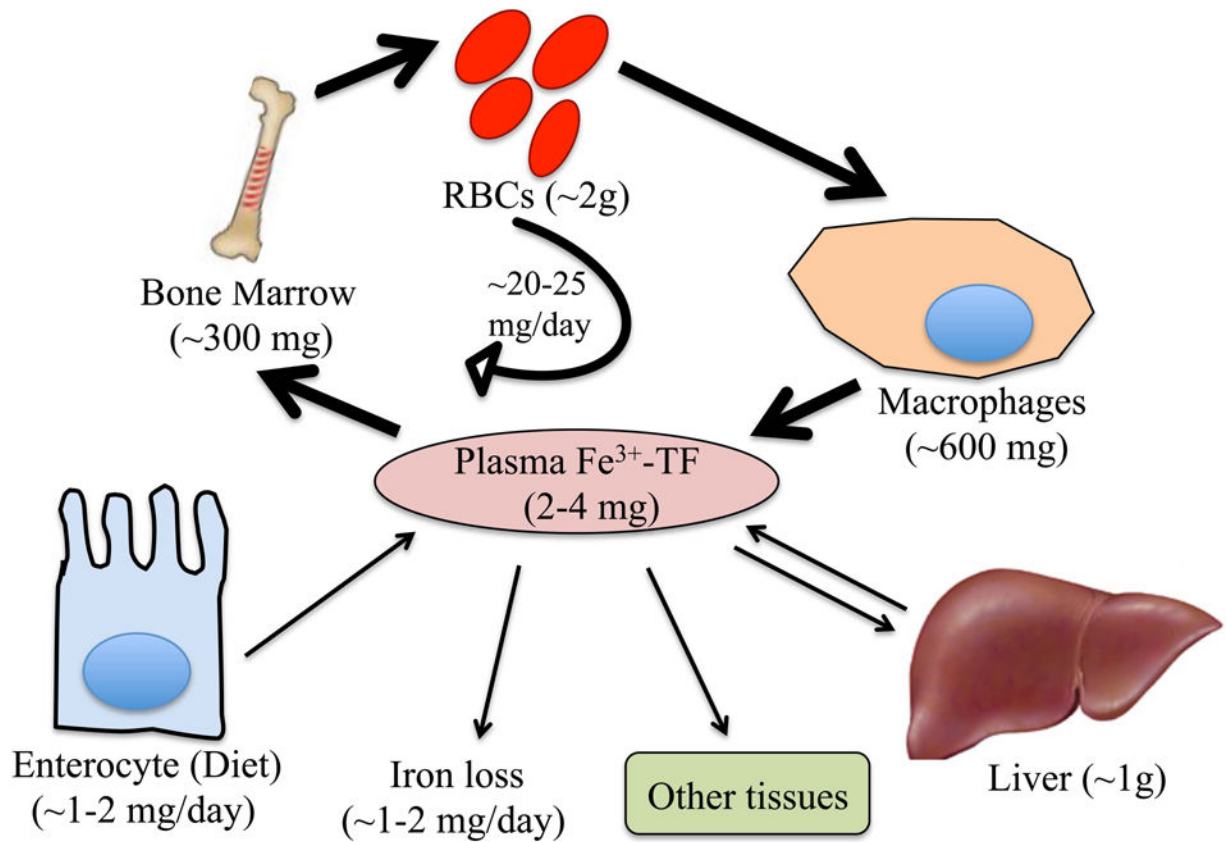 RBCs (~2g)
~20-25
mg/day
Bone Marrow
(~300 mg)
Macrophages
(~600 mg)
Plasma Fe³⁺-TF
(2-4 mg)
Enterocyte (Diet)
(~1-2 mg/day)
Iron loss
(~1-2 mg/day)
Other tissues
Liver (~1g)